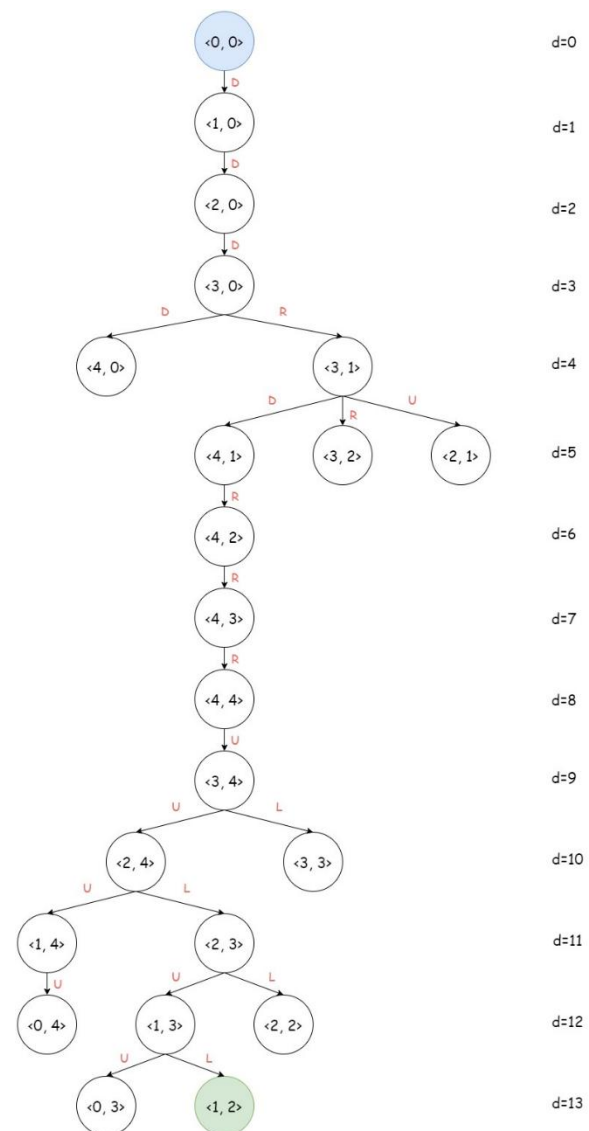 <0, 0> d=0
D
<1, 0> d=1
D
<2, 0> d=2
D
<3, 0> d=3
D R
<4, 0> <3, 1> d=4
D R U
<4, 1> <3, 2> <2, 1> d=5
R
<4, 2> d=6
R
<4, 3> d=7
R
<4, 4> d=8
U
<3, 4> d=9
U L
<2, 4> <3, 3> d=10
U L
<1, 4> <2, 3> d=11
U U L
<0, 4> <1, 3> <2, 2> d=12
U L
<0, 3> <1, 2> d=13